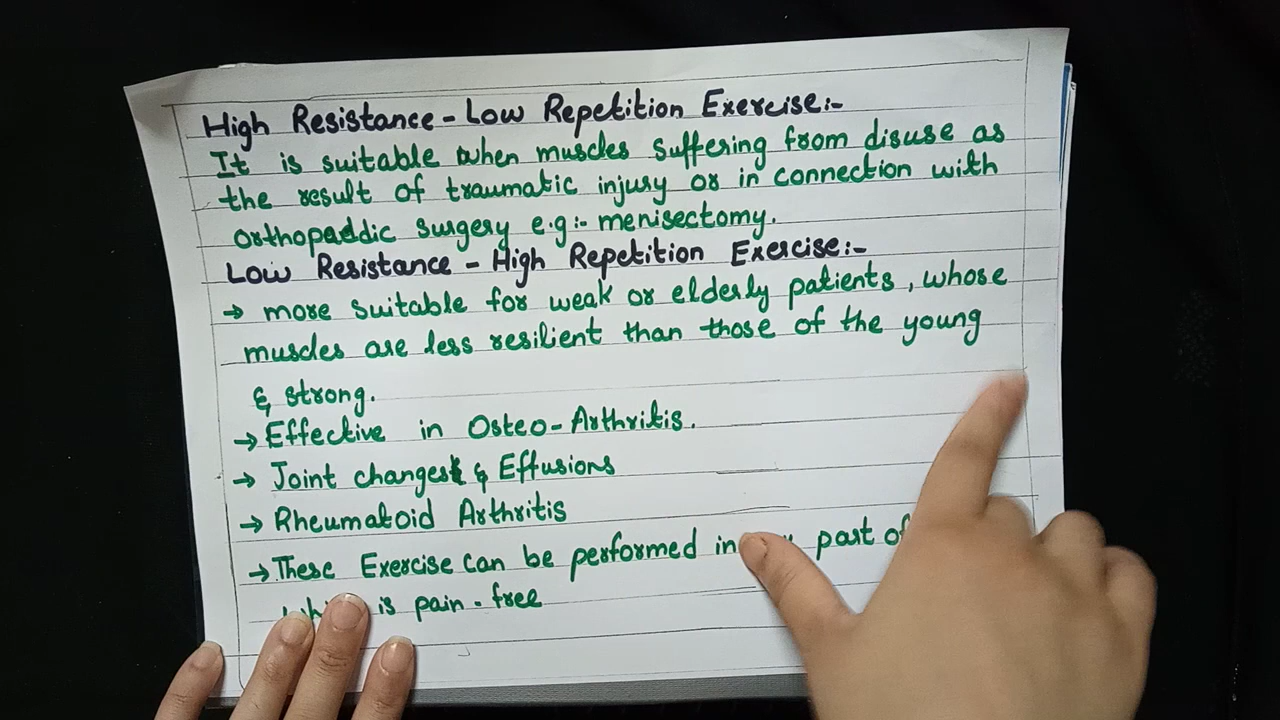 High Resistance - Low Repetition Exercise:-
It is suitable when muscles suffering from disuse as
the result of traumatic injury or in connection with
orthopaedic surgery e.g:- menisectomy.
Low Resistance - High Repetition Exercise:-
→ more suitable for weak or elderly patients, whose
muscles are less resilient than those of the young
& strong.
→ Effective in Osteo-Arthritis.
→ Joint changes & Effusions
→ Rheumatoid Arthritis
→ These Exercise can be performed in part of
is pain-free